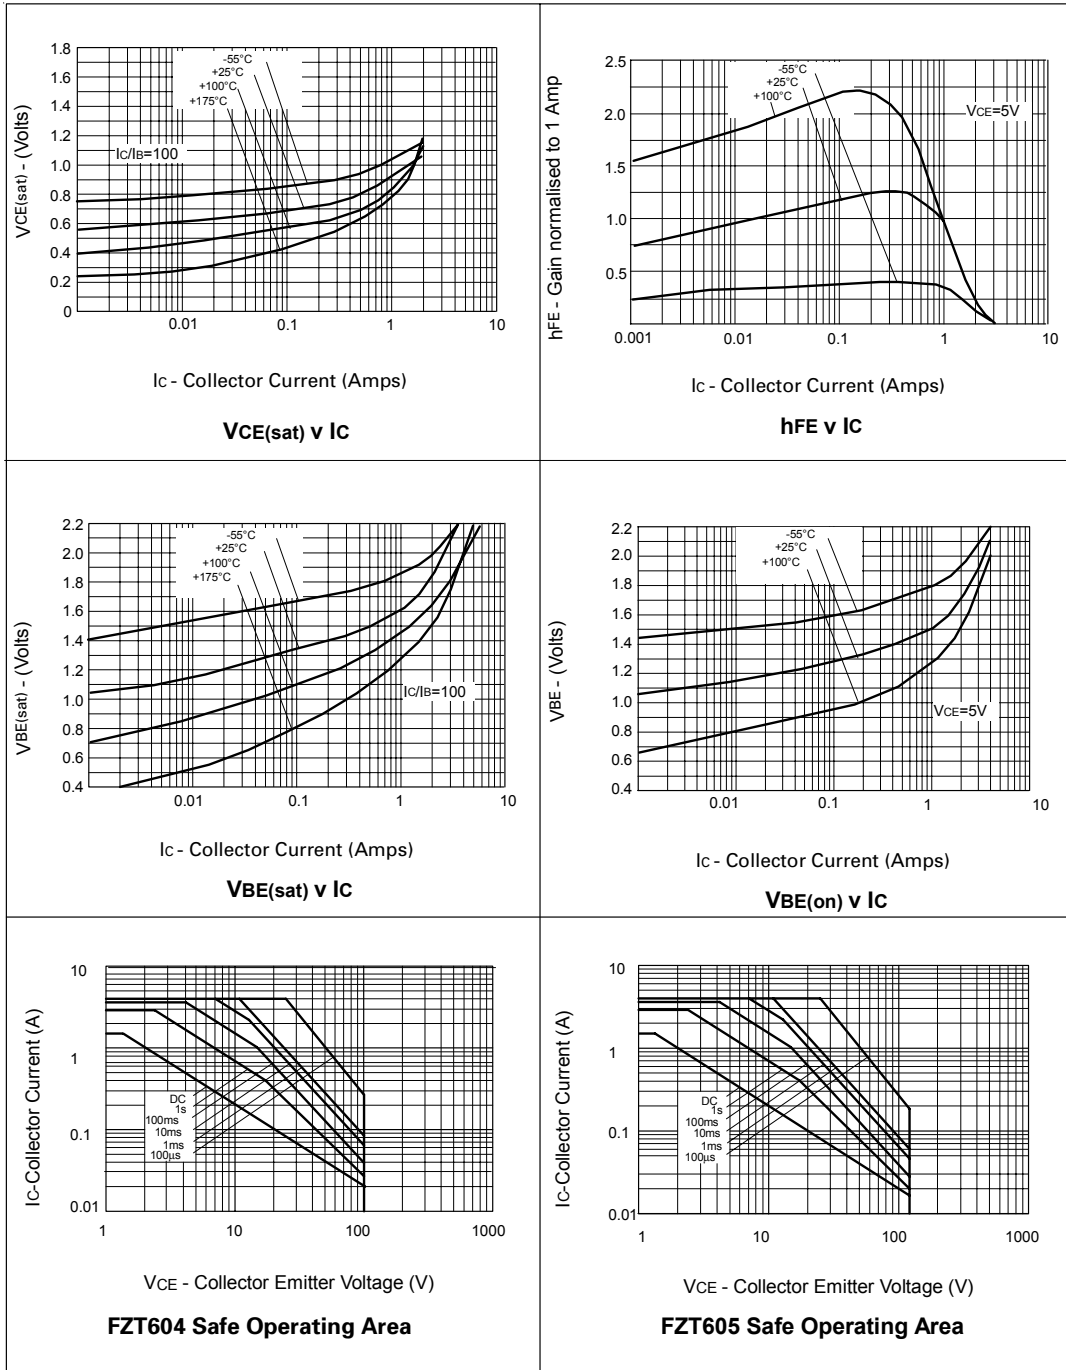 1.8
1.6
1.4
1.2
1.0
0.8
0.6
0.4
0.2
0
-55°C
+25°C
+100°C
+175°C
IC/IB=100
VCE(sat) - (Volts)
0.01
0.1
1
10
IC - Collector Current (Amps)
VCE(sat) v IC
2.5
2.0
1.5
1.0
0.5
-55°C
+25°C
+100°C
VCE=5V
hFE - Gain normalised to 1 Amp
0.001
0.01
0.1
1
10
IC - Collector Current (Amps)
hFE v IC
2.2
2.0
1.8
1.6
1.4
1.2
1.0
0.8
0.6
0.4
-55°C
+25°C
+100°C
+175°C
IC/IB=100
VBE(sat) - (Volts)
0.01
0.1
1
10
IC - Collector Current (Amps)
VBE(sat) v IC
2.2
2.0
1.8
1.6
1.4
1.2
1.0
0.8
0.6
0.4
-55°C
+25°C
+100°C
VCE=5V
VBE - (Volts)
0.01
0.1
1
10
IC - Collector Current (Amps)
VBE(on) v IC
10
1
0.1
0.01
DC
1s
100ms
10ms
1ms
100µs
IC-Collector Current (A)
1
10
100
1000
VCE - Collector Emitter Voltage (V)
FZT604 Safe Operating Area
10
1
0.1
0.01
DC
1s
100ms
10ms
1ms
100µs
IC-Collector Current (A)
1
10
100
1000
VCE - Collector Emitter Voltage (V)
FZT605 Safe Operating Area